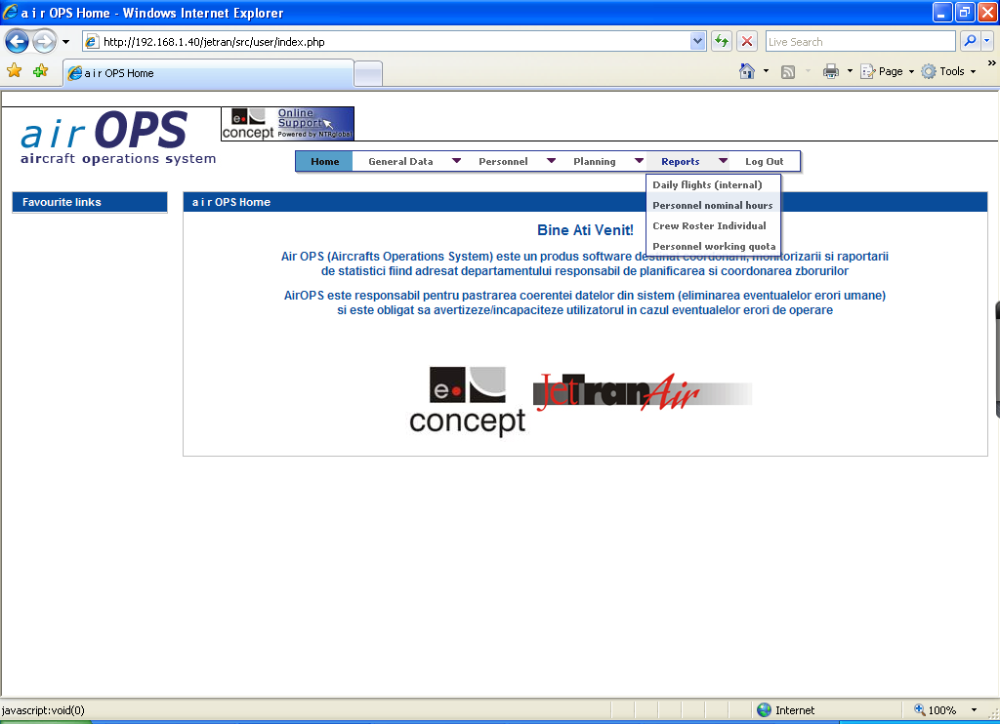 a i r OPS Home - Windows Internet Explorer
http://192.168.1.40/jetran/src/user/index.php
Live Search
a i r OPS Home
Page
Tools
air OPS
aircraft operations system
e
concept
Online
Support
Powered by NTRglobal
Home
General Data
Personnel
Planning
Reports
Log Out
Daily flights (internal)
Personnel nominal hours
Crew Roster Individual
Personnel working quota
Favourite links
a i r OPS Home
Bine Ati Venit!
Air OPS (Aircrafts Operations System) este un produs software destinat coordonarii, monitorizarii si raportarii
de statistici fiind adresat departamentului responsabil de planificarea si coordonarea zborurilor
AirOPS este responsabil pentru pastrarea coerentei datelor din sistem (eliminarea eventualelor erori umane)
si este obligat sa avertizeze/incapaciteze utilizatorul in cazul eventualelor erori de operare
e
concept
JetTranAir
javascript:void(0)
Internet
100%